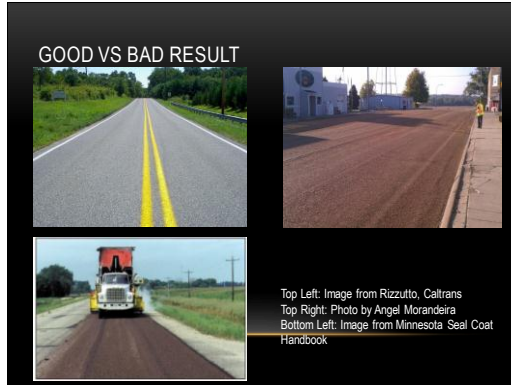 GOOD VS BAD RESULT
Top Left: Image from Rizzutto, Caltrans
Top Right: Photo by Angel Morandeira
Bottom Left: Image from Minnesota Seal Coat
Handbook